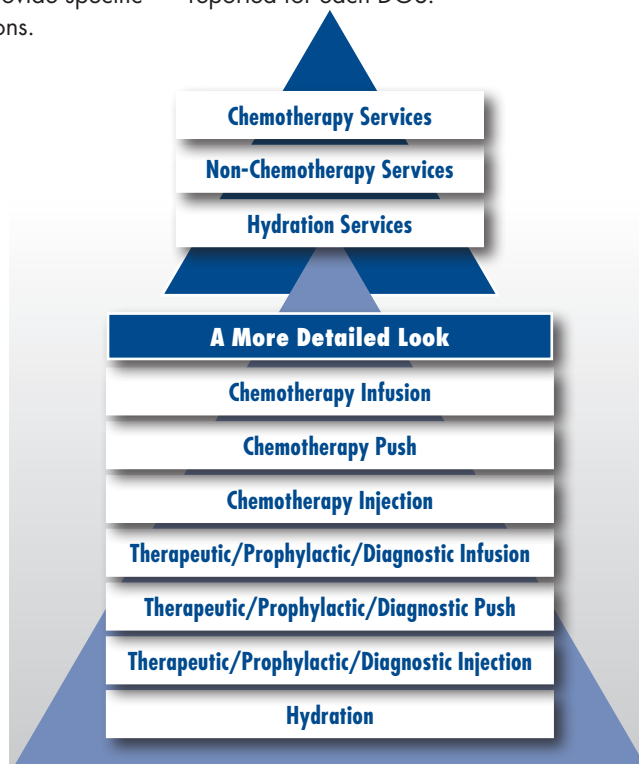 ons.
Chemotherapy Services
Non-Chemotherapy Services
Hydration Services
A More Detailed Look
Chemotherapy Infusion
Chemotherapy Push
Chemotherapy Injection
Therapeutic/Prophylactic/Diagnostic Infusion
Therapeutic/Prophylactic/Diagnostic Push
Therapeutic/Prophylactic/Diagnostic Injection
Hydration